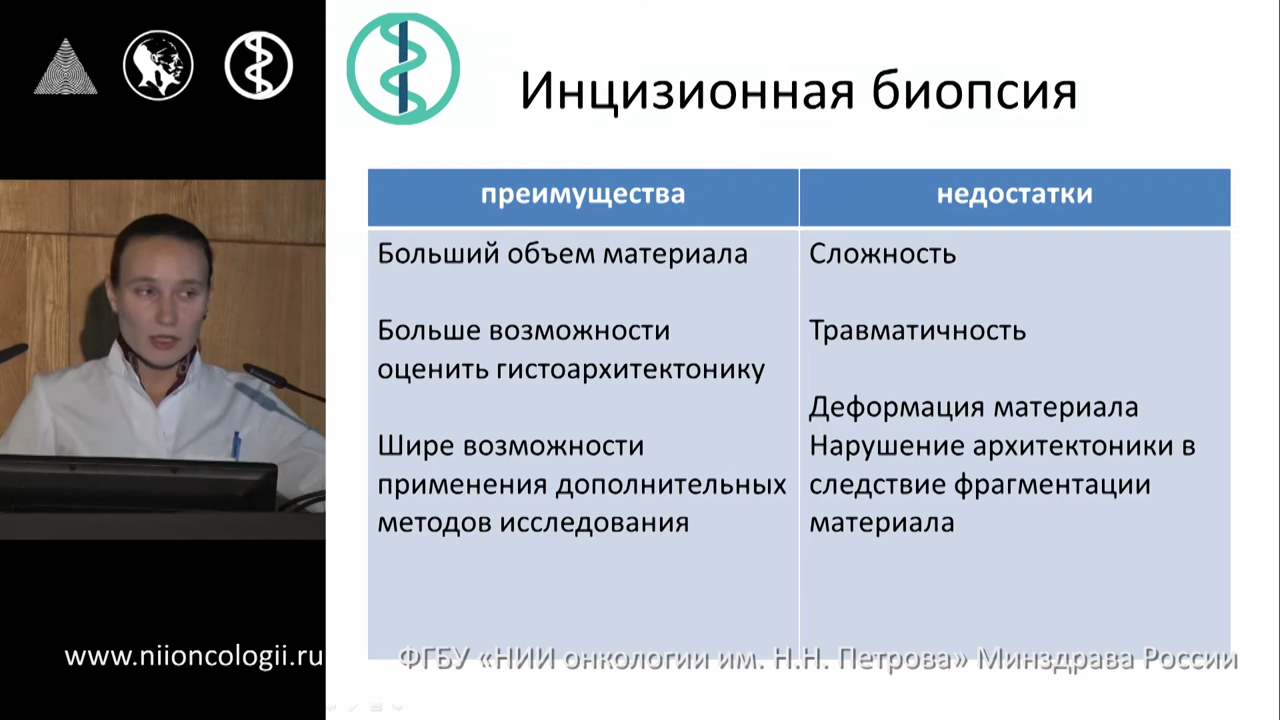 Инцизионная биопсия
преимущества
недостатки
Больший объем материала
Больше возможности
оценить гистоархитектонику
Шире возможности
применения дополнительных
методов исследования
Сложность
Травматичность
Деформация материала
Нарушение архитектоники в
следствие фрагментации
материала
www.niioncologii.ru
ФГБУ «НИИ онкологии им. Н.Н. Петрова» Минздрава России